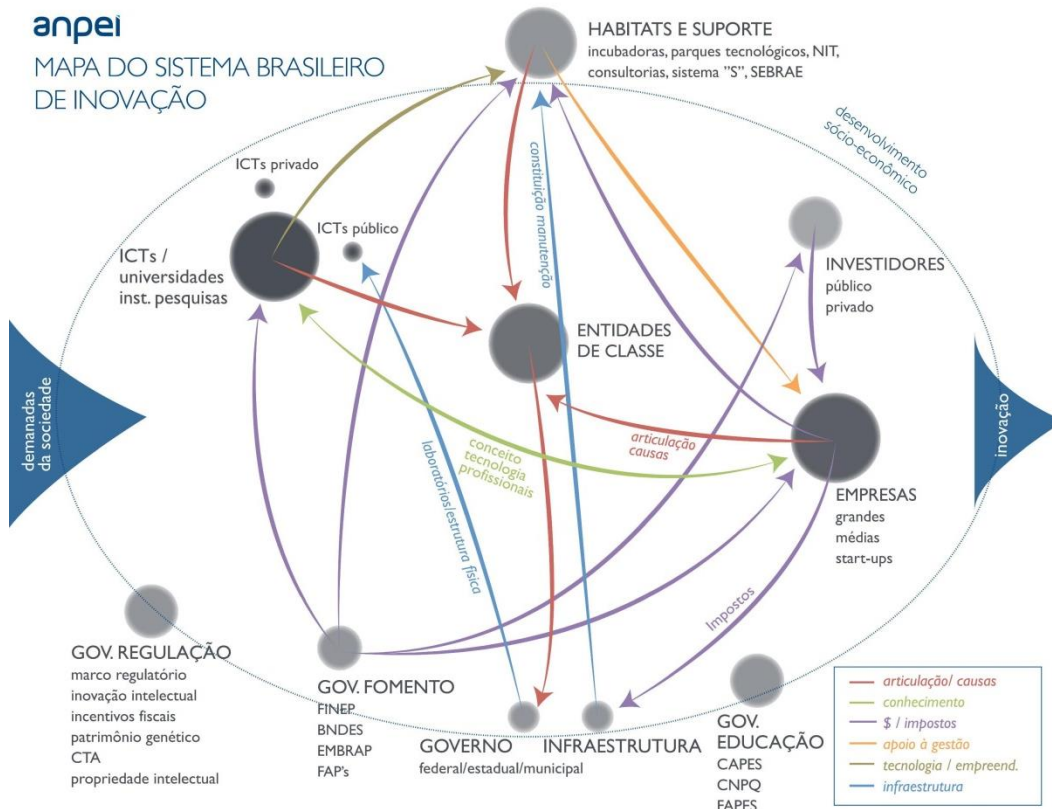 anpei
MAPA DO SISTEMA BRASILEIRO
DE INOVAÇÃO
HABITATS E SUPORTE
incubadoras, parques tecnológicos, NIT,
consultorias, sistema "S", SEBRAE
desenvolvimento
sócio-econômico
ICTs privado
ICTs público
ICTs /
universidades
inst. pesquisas
constituição manutenção
INVESTIDORES
público
privado
ENTIDADES
DE CLASSE
demanadas
da sociedade
inovação
articulação
causas
conceito
tecnologia
profissionais
laboratórios/estrutura física
EMPRESAS
grandes
médias
start-ups
Impostos
GOV. REGULAÇÃO
marco regulatório
inovação intelectual
incentivos fiscais
patrimônio genético
CTA
propriedade intelectual
GOV. FOMENTO
FINEP
BNDES
EMBRAP
FAP's
GOVERNO
federal/estadual/municipal
INFRAESTRUTURA
GOV.
EDUCAÇÃO
CAPES
CNPQ
FAPES
articulação/ causas
conhecimento
$ / impostos
apoio à gestão
tecnologia / empreend.
infraestrutura